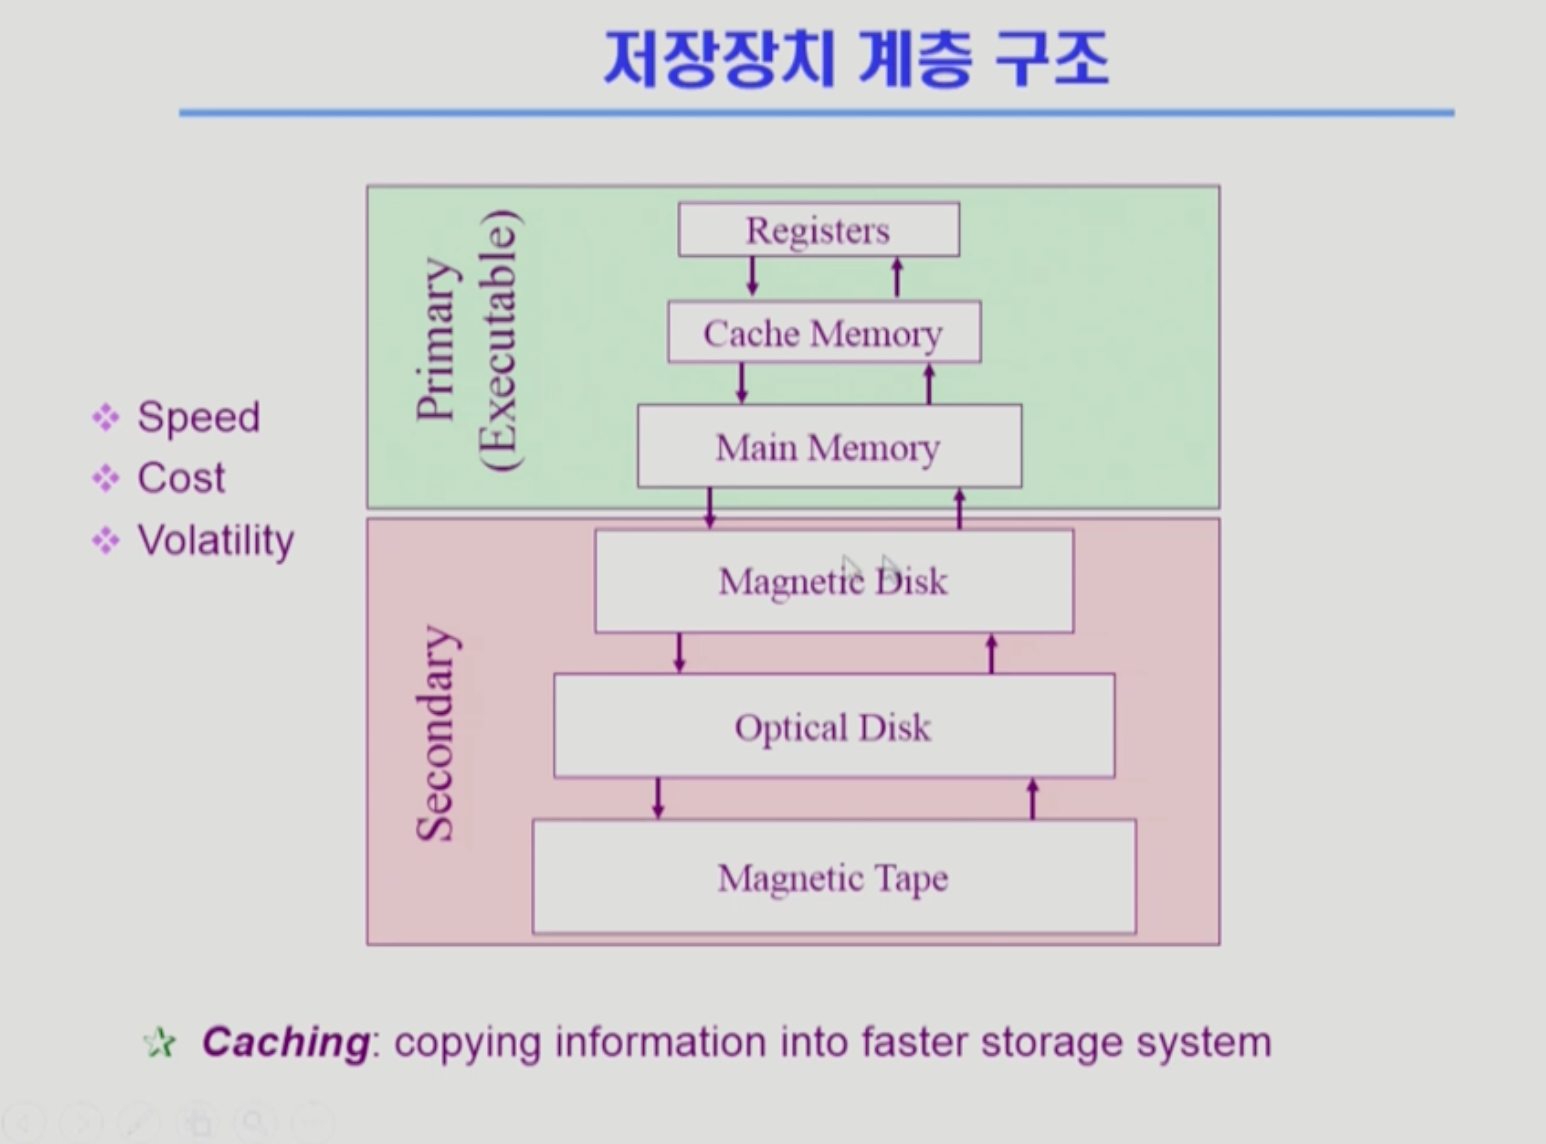 저장장치 계층 구조
Primary
(Executable)
Registers
Cache Memory
Main Memory
Speed
Cost
Volatility
Secondary
Magnetic Disk
Optical Disk
Magnetic Tape
Caching: copying information into faster storage system